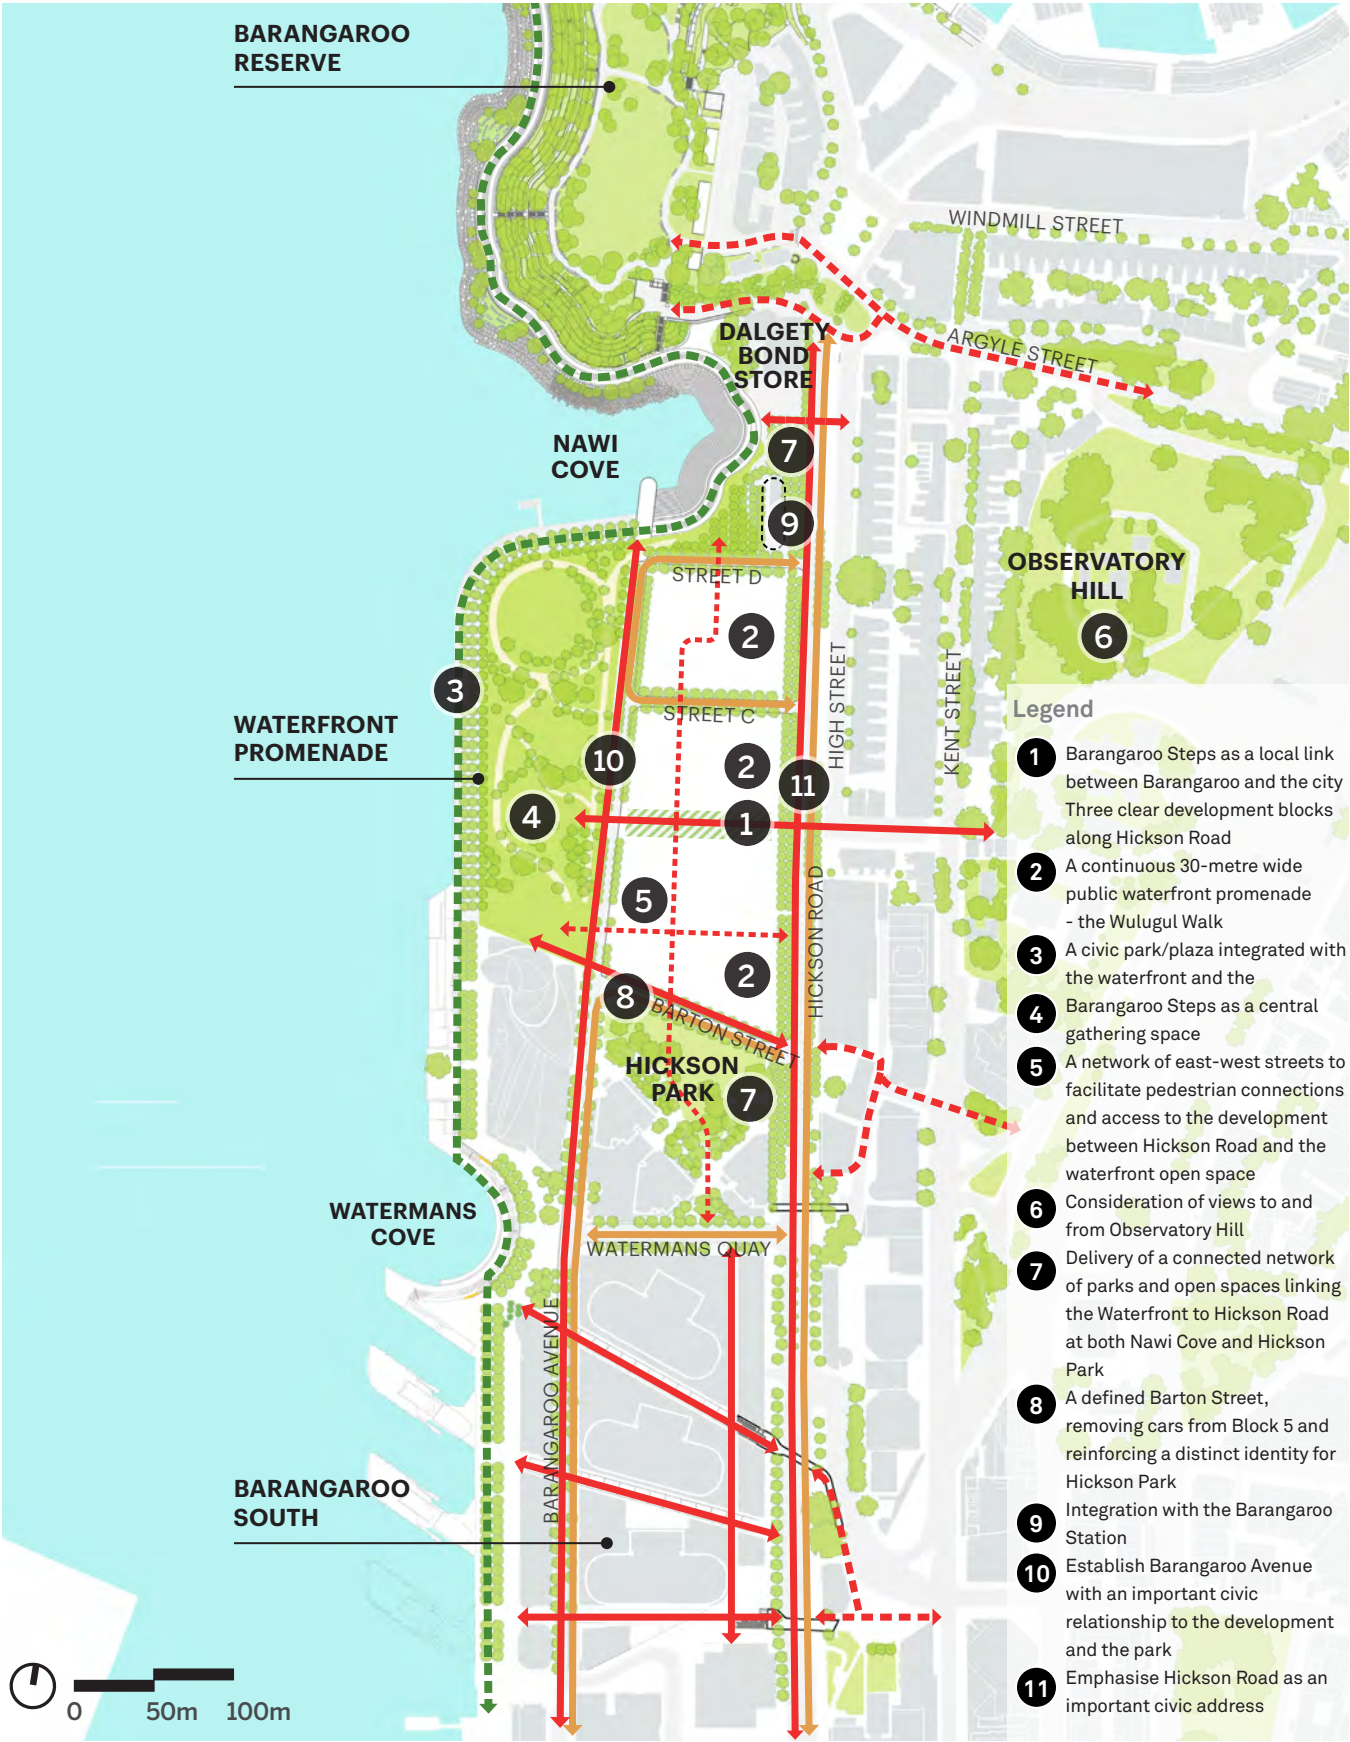 BARANGAROO
RESERVE
WINDMILL STREET
ARGYLE STREET
DALGETY
BOND
STORE
NAWI
COVE
7
9
OBSERVATORY
HILL
6
STREET D
2
3
STREET C
HIGH STREET
KENT STREET
WATERFRONT
PROMENADE
10
2
11
4
1
5
HICKSON ROAD
2
8
BARTON STREET
HICKSON
PARK
7
WATERMANS
COVE
WATERMANS QUAY
BARANGAROO AVENUE
BARANGAROO
SOUTH
0
50m
100m
Legend
1 Barangaroo Steps as a local link
between Barangaroo and the city
Three clear development blocks
along Hickson Road
2 A continuous 30-metre wide
public waterfront promenade
- the Wulugul Walk
3 A civic park/plaza integrated with
the waterfront and the
4 Barangaroo Steps as a central
gathering space
5 A network of east-west streets to
facilitate pedestrian connections
and access to the development
between Hickson Road and the
waterfront open space
6 Consideration of views to and
from Observatory Hill
7 Delivery of a connected network
of parks and open spaces linking
the Waterfront to Hickson Road
at both Nawi Cove and Hickson
Park
8 A defined Barton Street,
removing cars from Block 5 and
reinforcing a distinct identity for
Hickson Park
9 Integration with the Barangaroo
Station
10 Establish Barangaroo Avenue
with an important civic
relationship to the development
and the park
11 Emphasise Hickson Road as an
important civic address